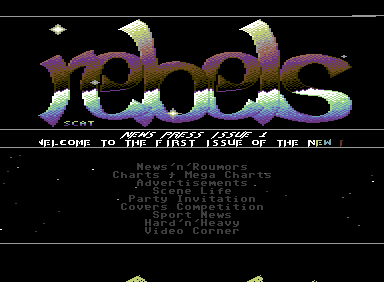 rebels
SCAT
NEWS PRESS ISSUE 1
WELCOME TO THE FIRST ISSUE OF THE NEW
News'n'Roumors
Charts + Mega Charts
Advertisements
Scene Life
Party Invitation
Covers Competition
Sport News
Hard'n'Heavy
Video Corner